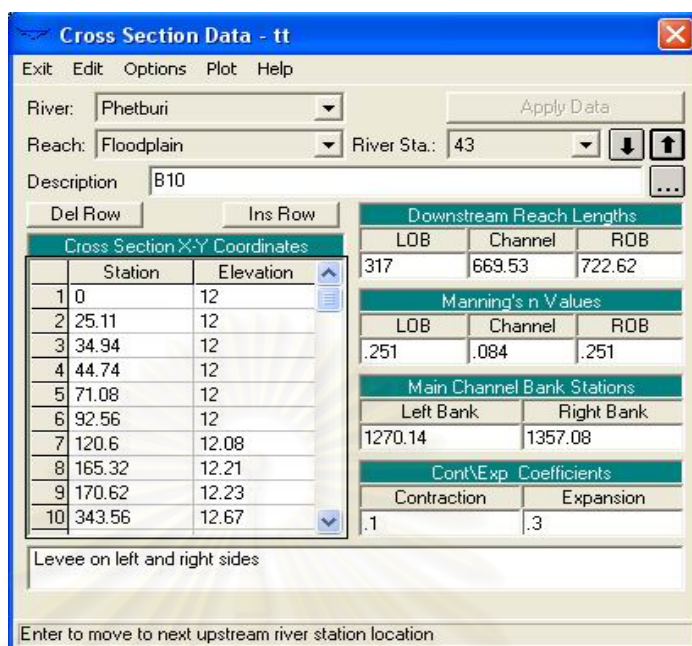 Cross Section Data - tt
Exit Edit Options Plot Help
River: Phetburi Apply Data
Reach: Floodplain River Sta.: 43
Description B10 ...
Del Row Ins Row Downstream Reach Lengths
Cross Section X-Y Coordinates LOB Channel ROB
Station Elevation 317 669.53 722.62
1 0 12
2 25.11 12 Manning's n Values
3 34.94 12 LOB Channel ROB
4 44.74 12 .251 .084 .251
5 71.08 12 Main Channel Bank Stations
6 92.56 12 Left Bank Right Bank
7 120.6 12.08 1270.14 1357.08
8 165.32 12.21 Cont\Exp Coefficients
9 170.62 12.23 Contraction Expansion
10 343.56 12.67 .1 .3
Levee on left and right sides
Enter to move to next upstream river station location